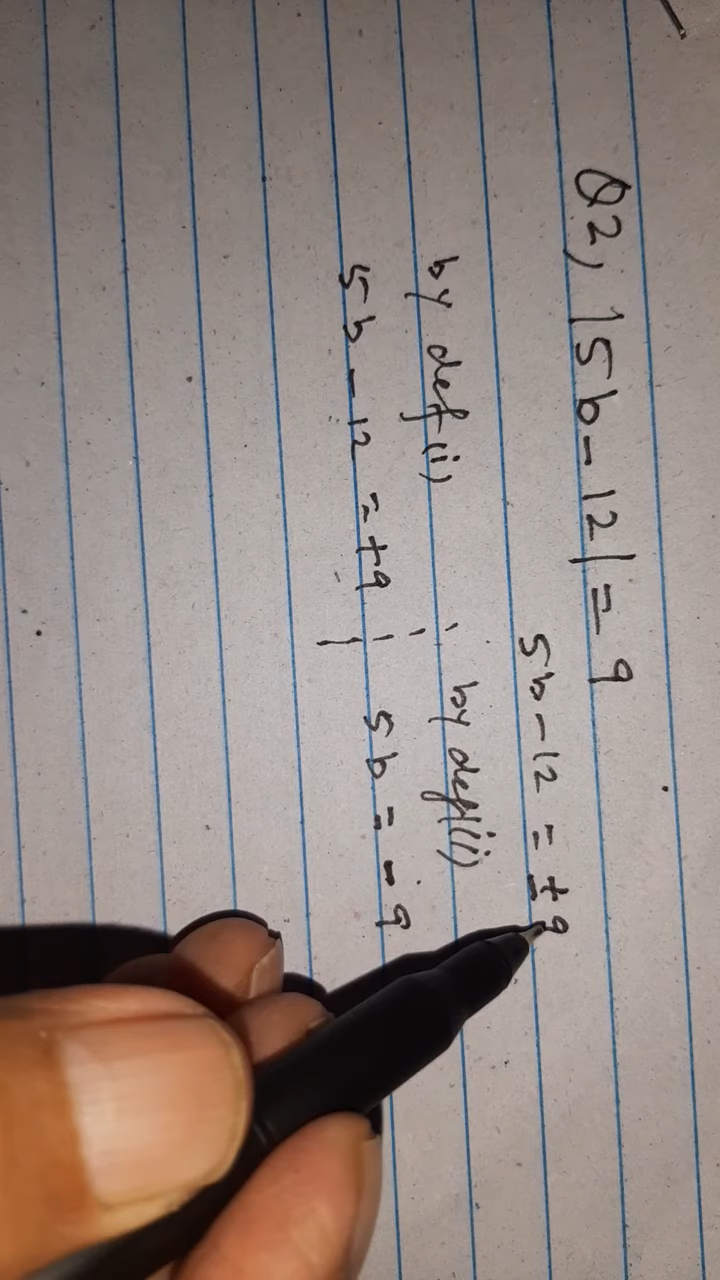 Q2, |5b-12| = 9
5b-12 = ±9
by def(i) by def(ii)
5b-12 = +9 5b = -9